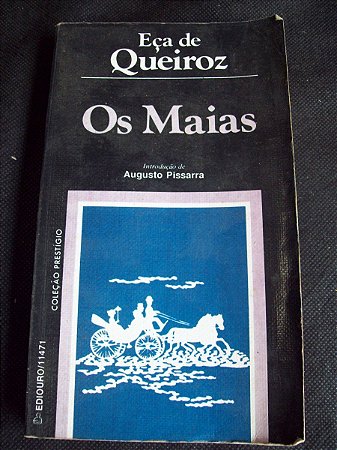 Eça de
Queiroz
Os Maias
Introdução de
Augusto Pissarra
COLEÇÃO PRESTÍGIO
EDIOURO/11471